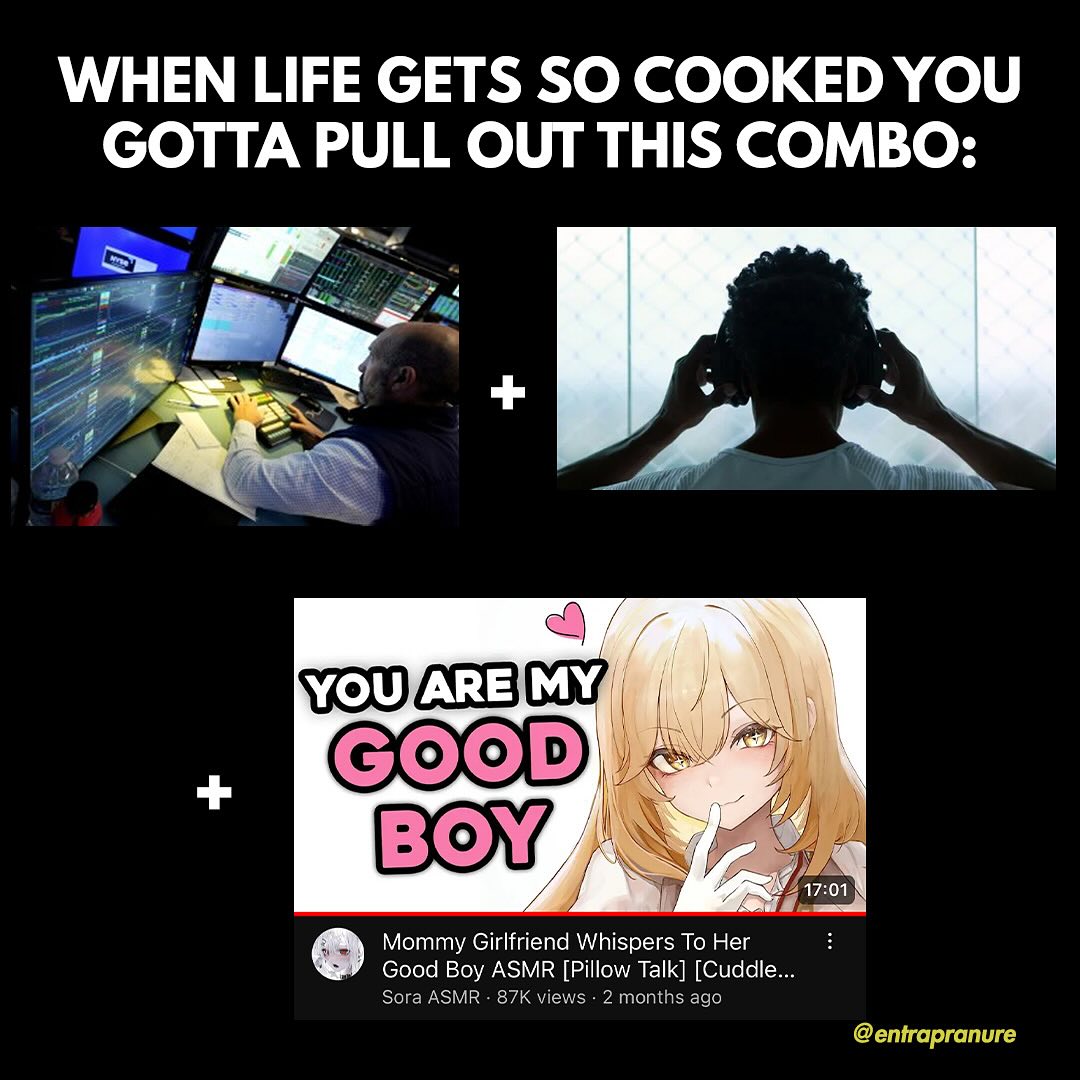 WHEN LIFE GETS SO COOKED YOU
GOTTA PULL OUT THIS COMBO:
NYSE
+
+
YOU ARE MY
GOOD
BOY
17:01
Mommy Girlfriend Whispers To Her
Good Boy ASMR [Pillow Talk] [Cuddle...
Sora ASMR · 87K views · 2 months ago
@entrapranure